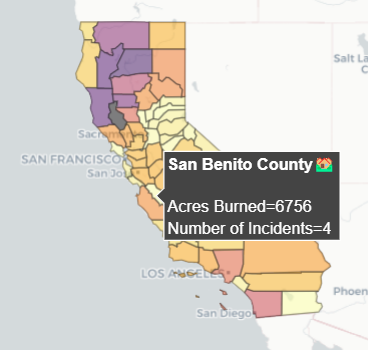 Salt La
Sacram
SAN FRANCISCO
San Jo
San Benito County
Acres Burned=6756
Number of Incidents=4
LOS ANGELES
Phoen
San Diego